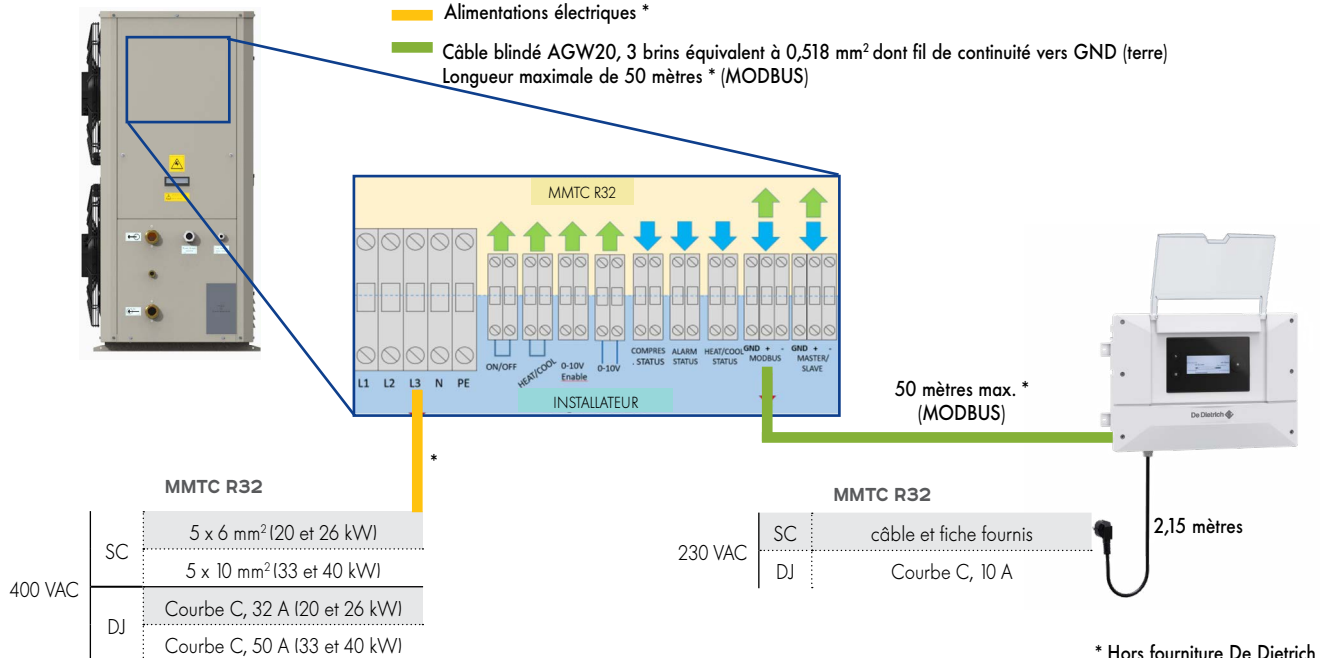 Alimentations électriques *
Câble blindé AGW20, 3 brins équivalent à 0,518 mm² dont fil de continuité vers GND (terre)
Longueur maximale de 50 mètres * (MODBUS)
MMTC R32
ON/OFF
HEAT/COOL
0-10V
Enable
0-10V
COMPRES
. STATUS
ALARM
STATUS
HEAT/COOL
STATUS
GND + -
MODBUS
GND + -
MASTER/
SLAVE
L1 L2 L3 N PE
INSTALLATEUR
50 mètres max. *
(MODBUS)
De Dietrich
*
MMTC R32
400 VAC
SC
5 x 6 mm² (20 et 26 kW)
5 x 10 mm² (33 et 40 kW)
DJ
Courbe C, 32 A (20 et 26 kW)
Courbe C, 50 A (33 et 40 kW)
MMTC R32
230 VAC
SC câble et fiche fournis
DJ Courbe C, 10 A
2,15 mètres
* Hors fourniture De Dietrich